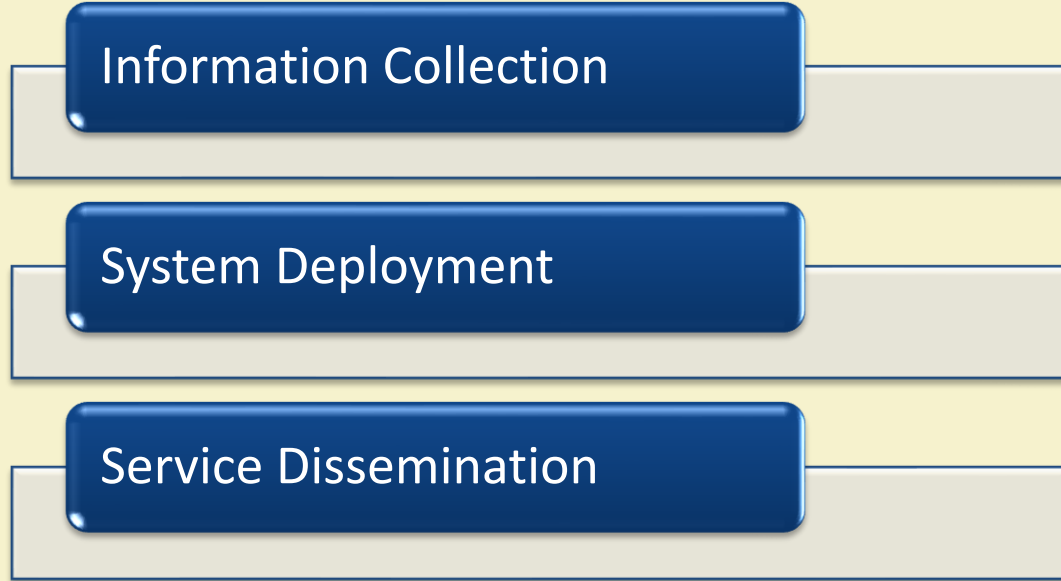 Information Collection
System Deployment
Service Dissemination